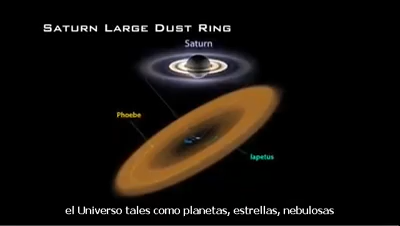 SATURN LARGE DUST RING
Saturn
Phoebe
Iapetus
el Universo tales como planetas, estrellas, nebulosas